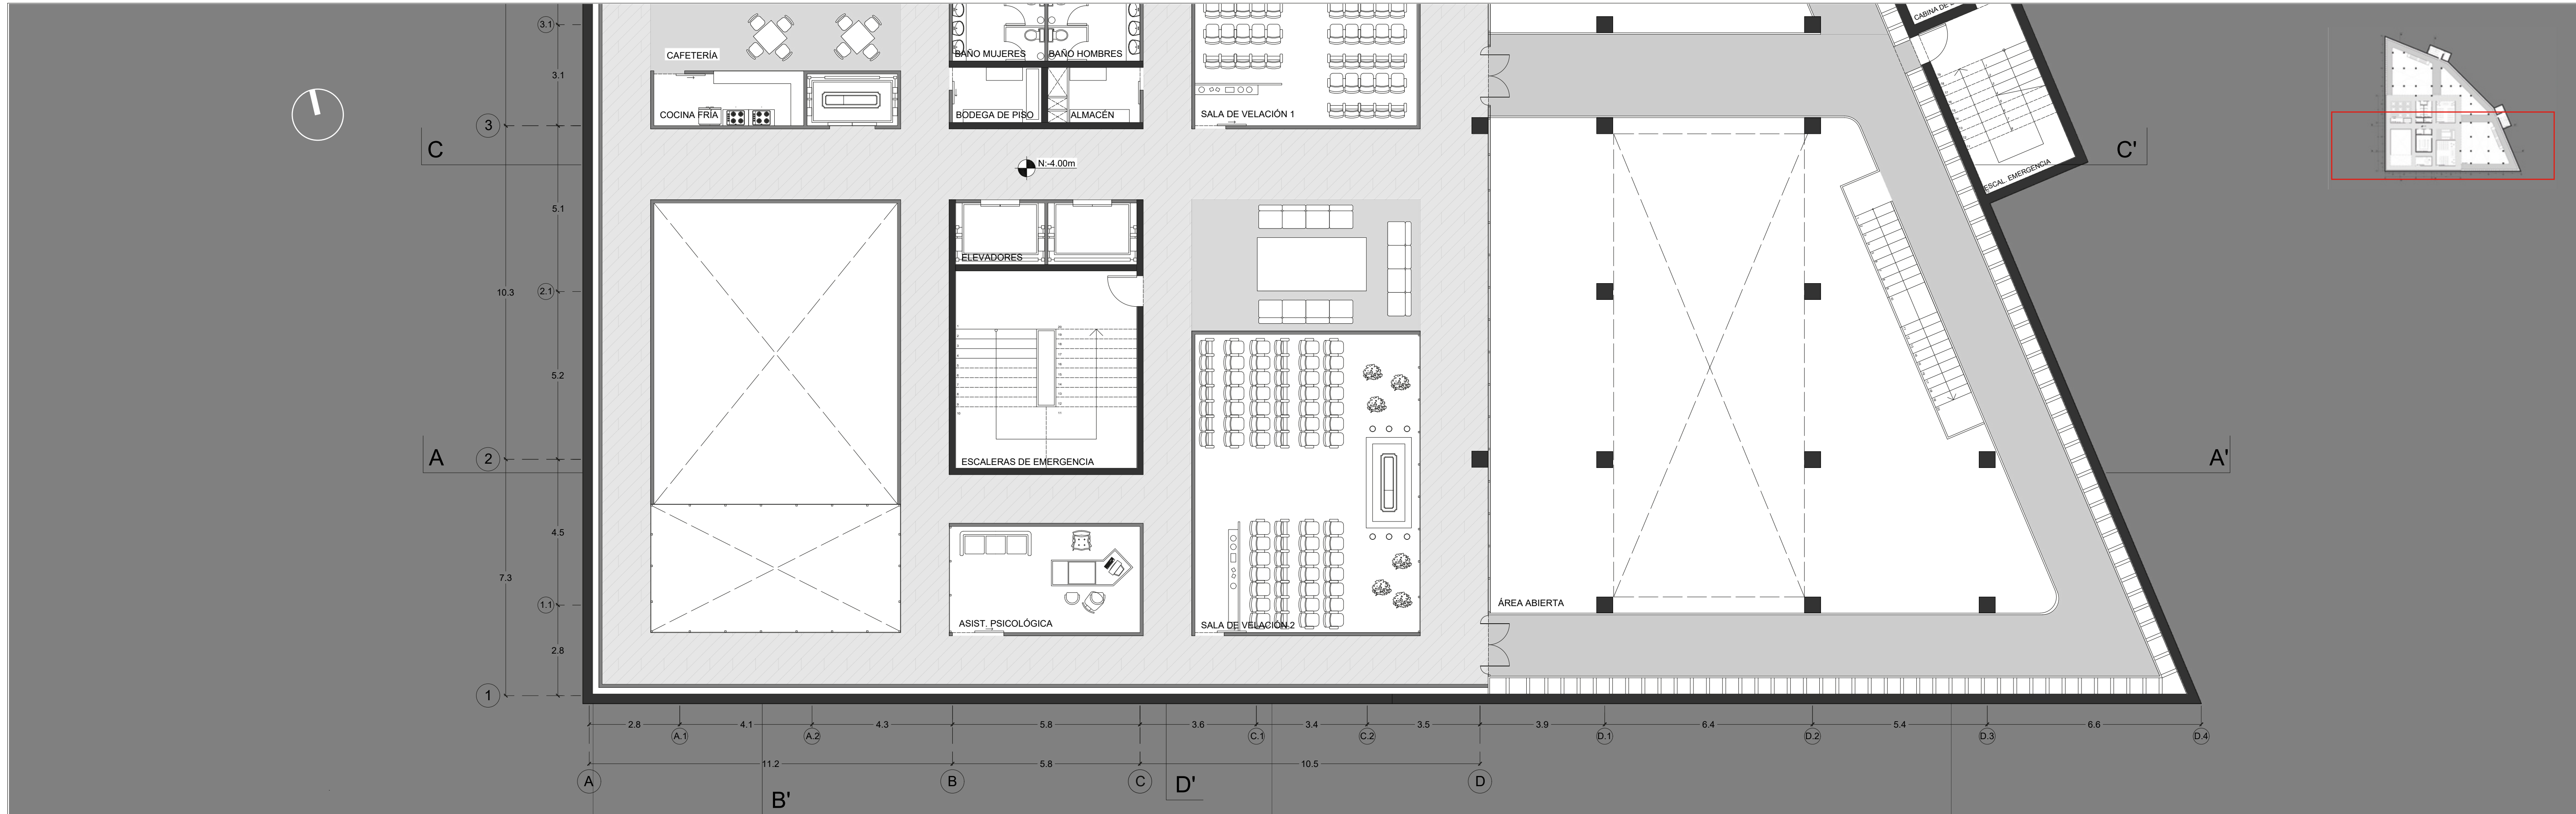 3.1
CABINA DE
CAFETERÍA
BAÑO MUJERES
BAÑO HOMBRES
3.1
COCINA FRÍA
BODEGA DE PISO
ALMACÉN
SALA DE VELACIÓN 1
3
C
C'
N:-4.00m
ESCAL. EMERGENCIA
5.1
ELEVADORES
10.3
2.1
5.2
A
2
ESCALERAS DE EMERGENCIA
A'
4.5
7.3
1.1
ÁREA ABIERTA
ASIST. PSICOLÓGICA
SALA DE VELACIÓN 2
2.8
1
2.8
4.1
4.3
5.8
3.6
3.4
3.5
3.9
6.4
5.4
6.6
A.1
A.2
C.1
C.2
D.1
D.2
D.3
D.4
11.2
5.8
10.5
A
B
C
D'
D
B'